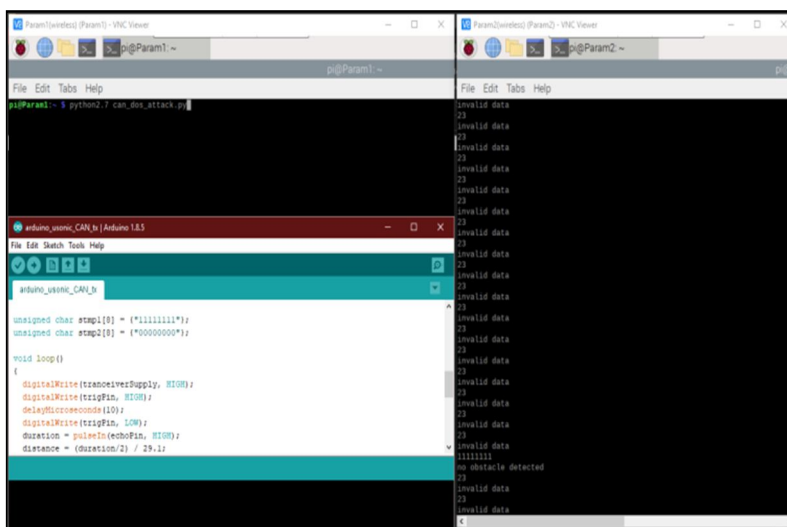 Param1(wireless) (Param1) - VNC Viewer
pi@Param1: ~
pi@Param1: ~
File Edit Tabs Help
pi@Param1:~ $ python2.7 can_dos_attack.py
arduino_usonic_CAN_tx | Arduino 1.8.5
File Edit Sketch Tools Help
arduino_usonic_CAN_tx
unsigned char stmp1[8] = ("11111111");
unsigned char stmp2[8] = ("00000000");
void loop()
{
digitalWrite(tranceiverSupply, HIGH);
digitalWrite(trigPin, HIGH);
delayMicroseconds(10);
digitalWrite(trigPin, LOW);
duration = pulseIn(echoPin, HIGH);
distance = (duration/2) / 29.1;
Param2(wireless) (Param2) - VNC Viewer
pi@Param2: ~
File Edit Tabs Help
invalid data
23
invalid data
23
invalid data
23
invalid data
23
invalid data
23
invalid data
23
invalid data
23
invalid data
23
invalid data
23
invalid data
23
invalid data
23
invalid data
23
invalid data
23
invalid data
23
invalid data
23
invalid data
23
invalid data
11111111
no obstacle detected
23
invalid data
23
invalid data